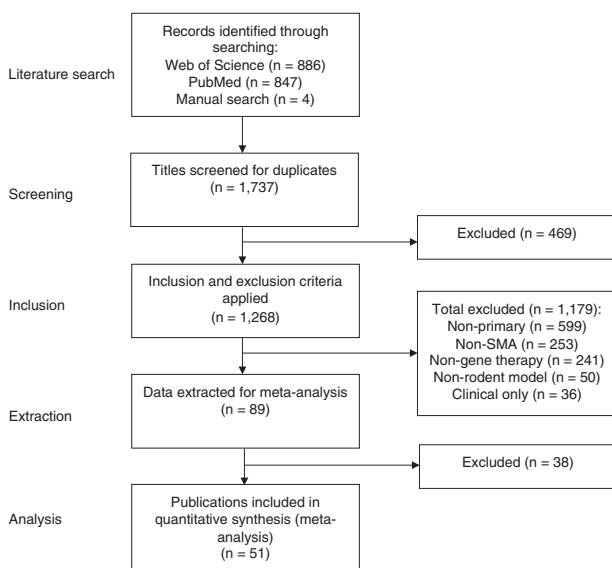 Literature search
Records identified through
searching:
Web of Science (n = 886)
PubMed (n = 847)
Manual search (n = 4)
Screening
Titles screened for duplicates
(n = 1,737)
Excluded (n = 469)
Inclusion
Inclusion and exclusion criteria
applied
(n = 1,268)
Total excluded (n = 1,179):
Non-primary (n = 599)
Non-SMA (n = 253)
Non-gene therapy (n = 241)
Non-rodent model (n = 50)
Clinical only (n = 36)
Extraction
Data extracted for meta-analysis
(n = 89)
Excluded (n = 38)
Analysis
Publications included in
quantitative synthesis (meta-
analysis)
(n = 51)